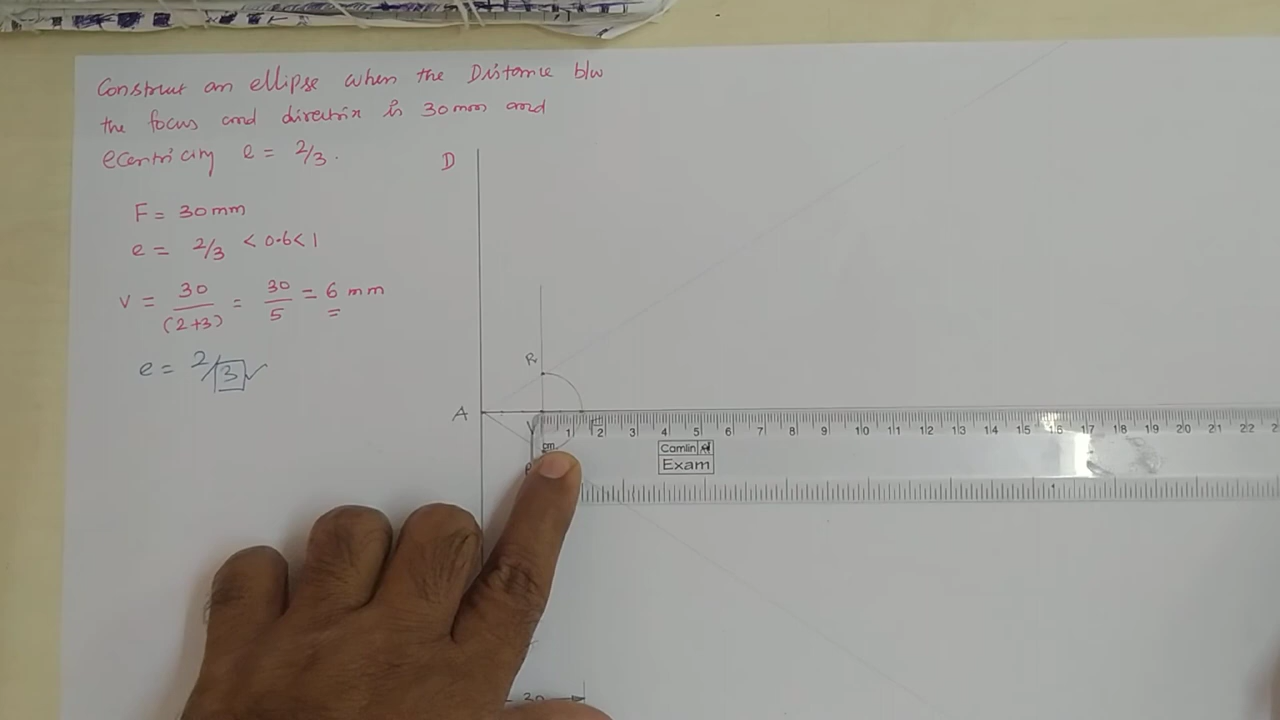 Construct an ellipse when the Distance b/w
the focus and directrix is 30mm and
eCentricity e = 2/3.
F = 30mm
e = 2/3 < 0.6 < 1
V = 30/(2+3) = 30/5 = 6 mm
e = 2/3 ✓
D
R
A
V
1 2 3 4 5 6 7 8 9 10 11 12 13 14 15 16 17 18 19 20 21 22
cm
Camlin
Exam
P
30